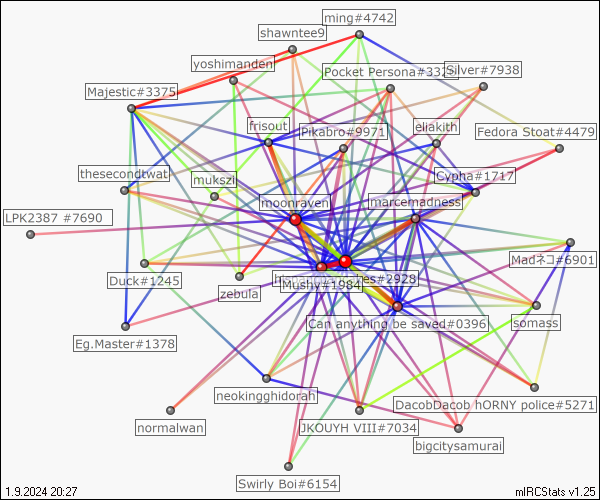 ming#4742
shawntee9
yoshimanden
Pocket Persona#332
Silver#7938
Majestic#3375
frisout
Pikabro#9971
eliakith
Fedora Stoat#4479
thesecondtwat
mukszi
Cypha#1717
moonraven
marcemadness
LPK2387 #7690
Madネコ#6901
Duck#1245
zebula
Mushy#1984
es#2928
somass
Can anything be saved#0396
Eg.Master#1378
neokingghidorah
DacobDacob hORNY police#5271
normalwan
JKOUYH VIII#7034
bigcitysamurai
Swirly Boi#6154
1.9.2024 20:27
mIRCStats v1.25